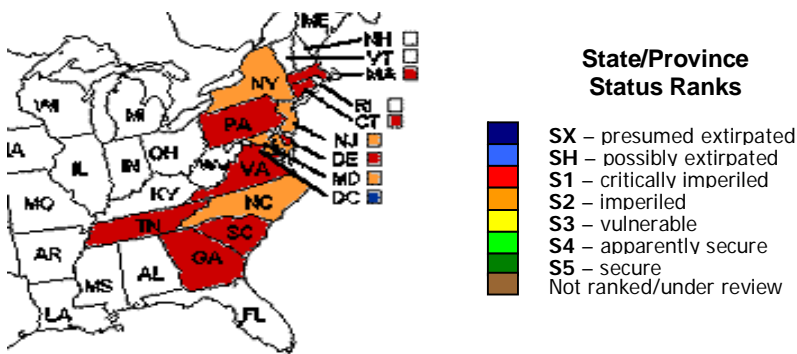 ME
NH
VT
MA
NY
WI
MI
RI
CT
PA
NJ
IA
OH
DE
IL
IN
WV
MD
VA
DC
KY
MO
NC
TN
AR
SC
MS
AL
GA
LA
FL
State/Province
Status Ranks
SX – presumed extirpated
SH – possibly extirpated
S1 – critically imperiled
S2 – imperiled
S3 – vulnerable
S4 – apparently secure
S5 – secure
Not ranked/under review